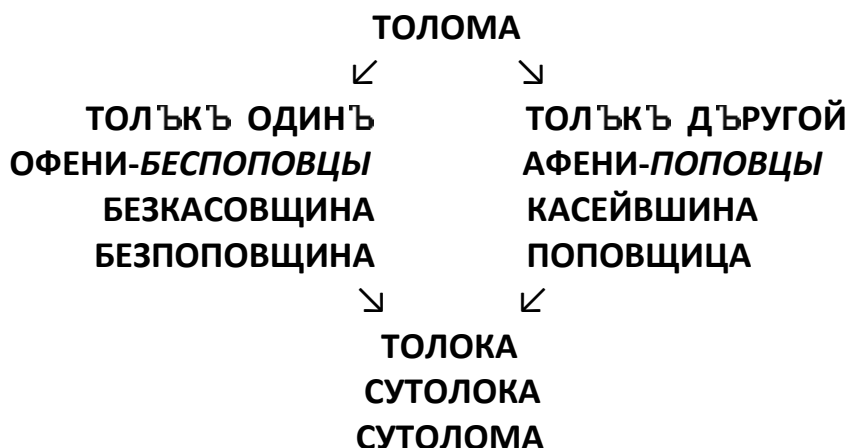 ТОЛОМА
↙ ↘
ТОЛЪКЪ ОДИНЪ ТОЛЪКЪ ДЪРУГОЙ
ОФЕНИ-БЕСПОПОВЦЫ АФЕНИ-ПОПОВЦЫ
БЕЗКАСОВЩИНА КАСЕЙВШИНА
БЕЗПОПОВЩИНА ПОПОВЩИЦА
↘ ↙
ТОЛОКА
СУТОЛОКА
СУТОЛОМА